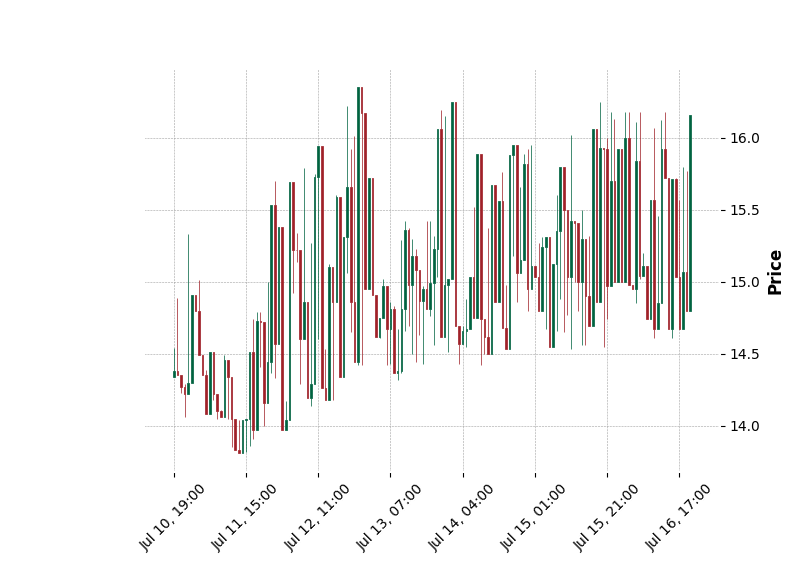 16.0
15.5
15.0
14.5
14.0
Price
Jul 10, 19:00
Jul 11, 15:00
Jul 12, 11:00
Jul 13, 07:00
Jul 14, 04:00
Jul 15, 01:00
Jul 15, 21:00
Jul 16, 17:00